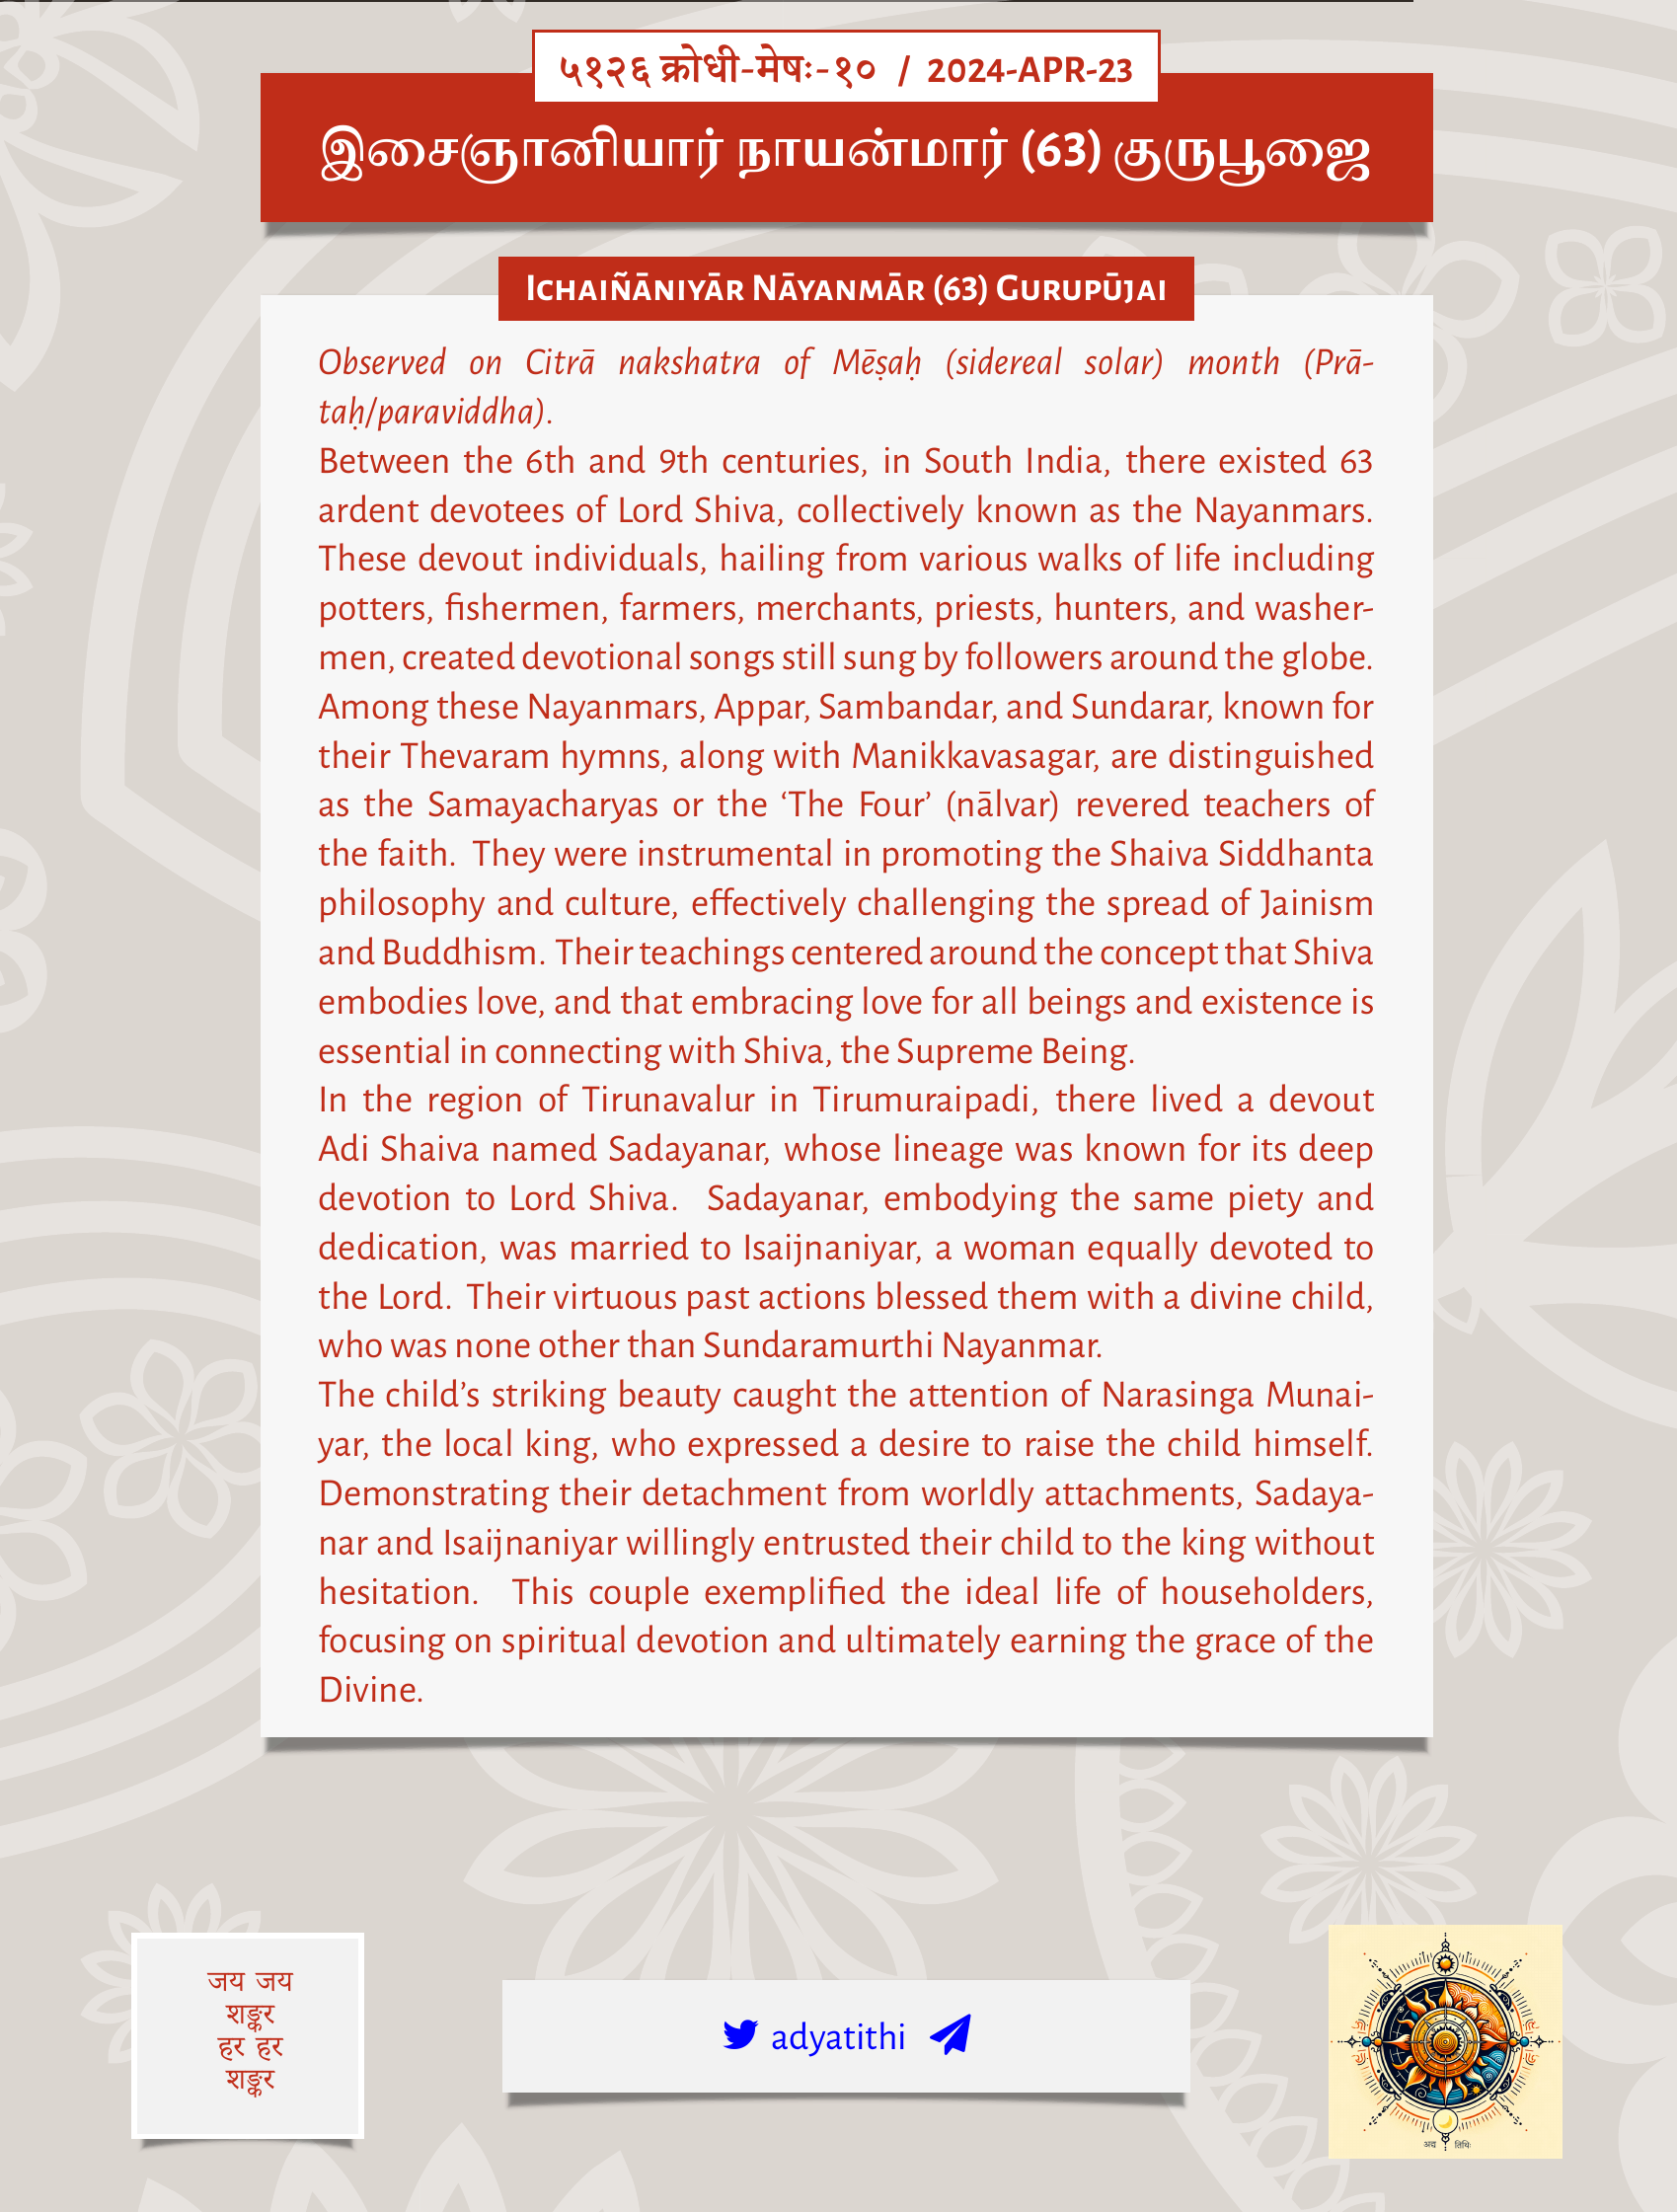 ५१२६ क्रोधी-मेषः-१० / 2024-APR-23
இசைஞானியார் நாயன்மார் (63) குருபூஜை
Ichaiñāniyār Nāyanmār (63) Gurupūjai
Observed on Citrā nakshatra of Mēṣaḥ (sidereal solar) month (Prā-
taḥ/paraviddha).
Between the 6th and 9th centuries, in South India, there existed 63
ardent devotees of Lord Shiva, collectively known as the Nayanmars.
These devout individuals, hailing from various walks of life including
potters, fishermen, farmers, merchants, priests, hunters, and washer-
men, created devotional songs still sung by followers around the globe.
Among these Nayanmars, Appar, Sambandar, and Sundarar, known for
their Thevaram hymns, along with Manikkavasagar, are distinguished
as the Samayacharyas or the ‘The Four’ (nālvar) revered teachers of
the faith. They were instrumental in promoting the Shaiva Siddhanta
philosophy and culture, effectively challenging the spread of Jainism
and Buddhism. Their teachings centered around the concept that Shiva
embodies love, and that embracing love for all beings and existence is
essential in connecting with Shiva, the Supreme Being.
In the region of Tirunavalur in Tirumuraipadi, there lived a devout
Adi Shaiva named Sadayanar, whose lineage was known for its deep
devotion to Lord Shiva. Sadayanar, embodying the same piety and
dedication, was married to Isaijnaniyar, a woman equally devoted to
the Lord. Their virtuous past actions blessed them with a divine child,
who was none other than Sundaramurthi Nayanmar.
The child’s striking beauty caught the attention of Narasinga Munai-
yar, the local king, who expressed a desire to raise the child himself.
Demonstrating their detachment from worldly attachments, Sadaya-
nar and Isaijnaniyar willingly entrusted their child to the king without
hesitation. This couple exemplified the ideal life of householders,
focusing on spiritual devotion and ultimately earning the grace of the
Divine.
जय जय
शङ्कर
हर हर
शङ्कर
adyatithi
अद्य तिथिः